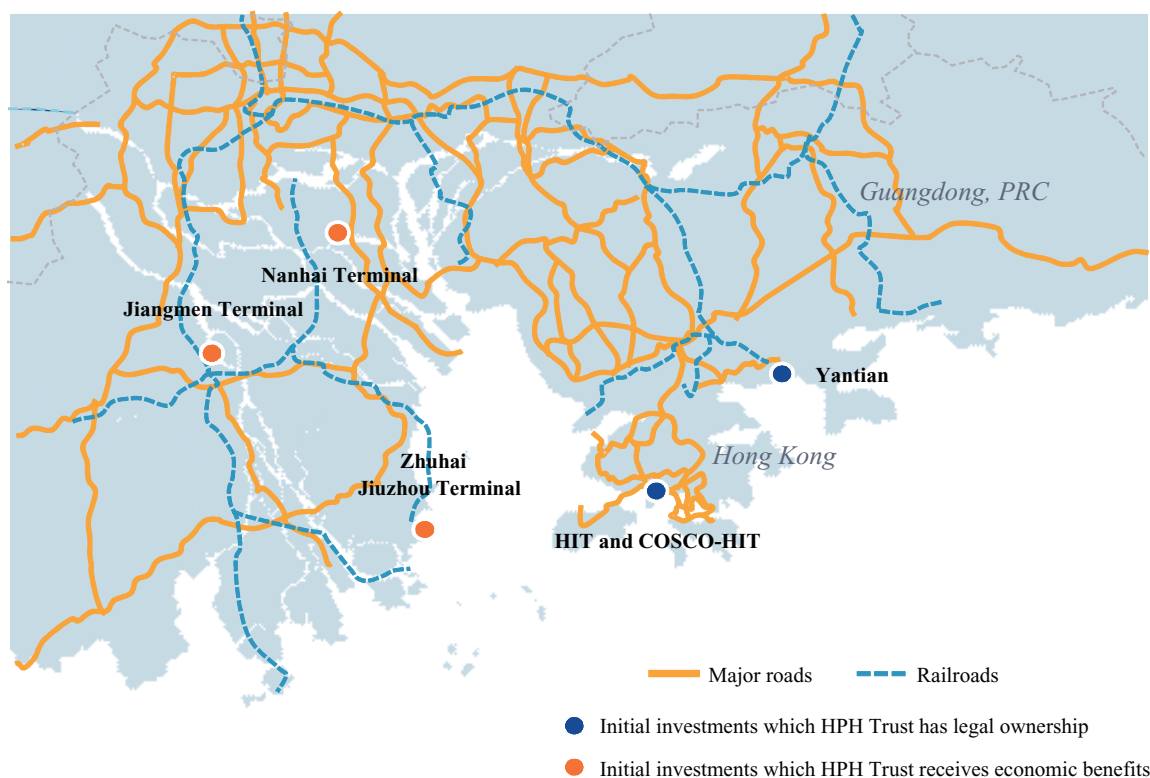 Guangdong, PRC
Nanhai Terminal
Jiangmen Terminal
Yantian
Zhuhai
Jiuzhou Terminal
Hong Kong
HIT and COSCO-HIT
Major roads
Railroads
Initial investments which HPH Trust has legal ownership
Initial investments which HPH Trust receives economic benefits